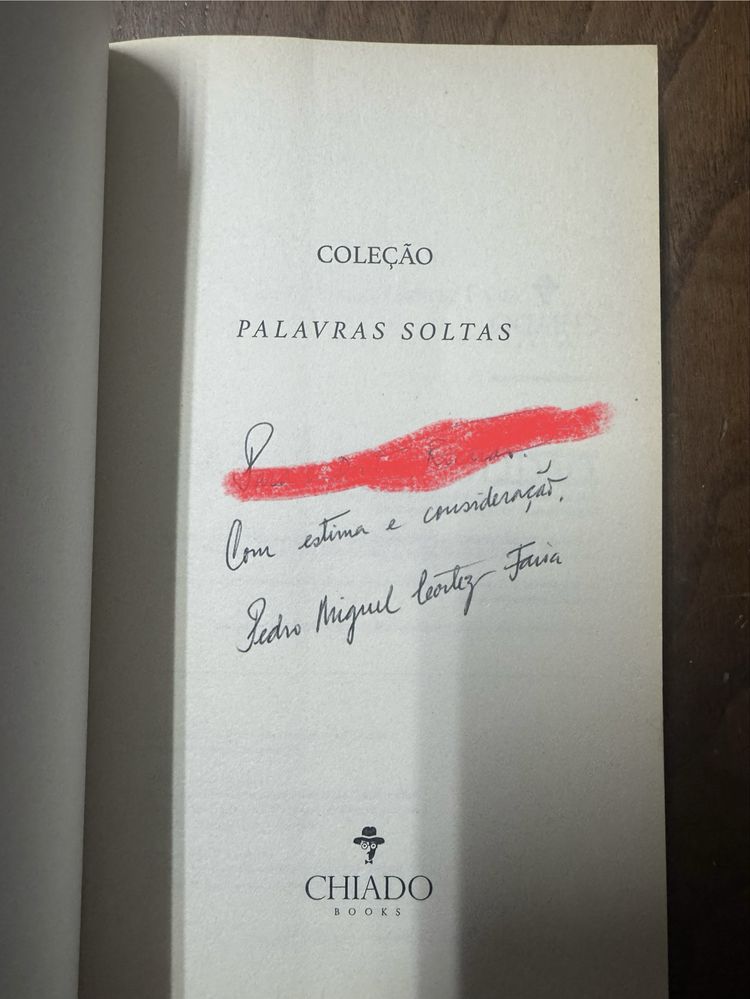 COLEÇÃO
PALAVRAS SOLTAS
Com estima e consideração,
Pedro Miguel Cortez Faria
CHIADO
BOOKS